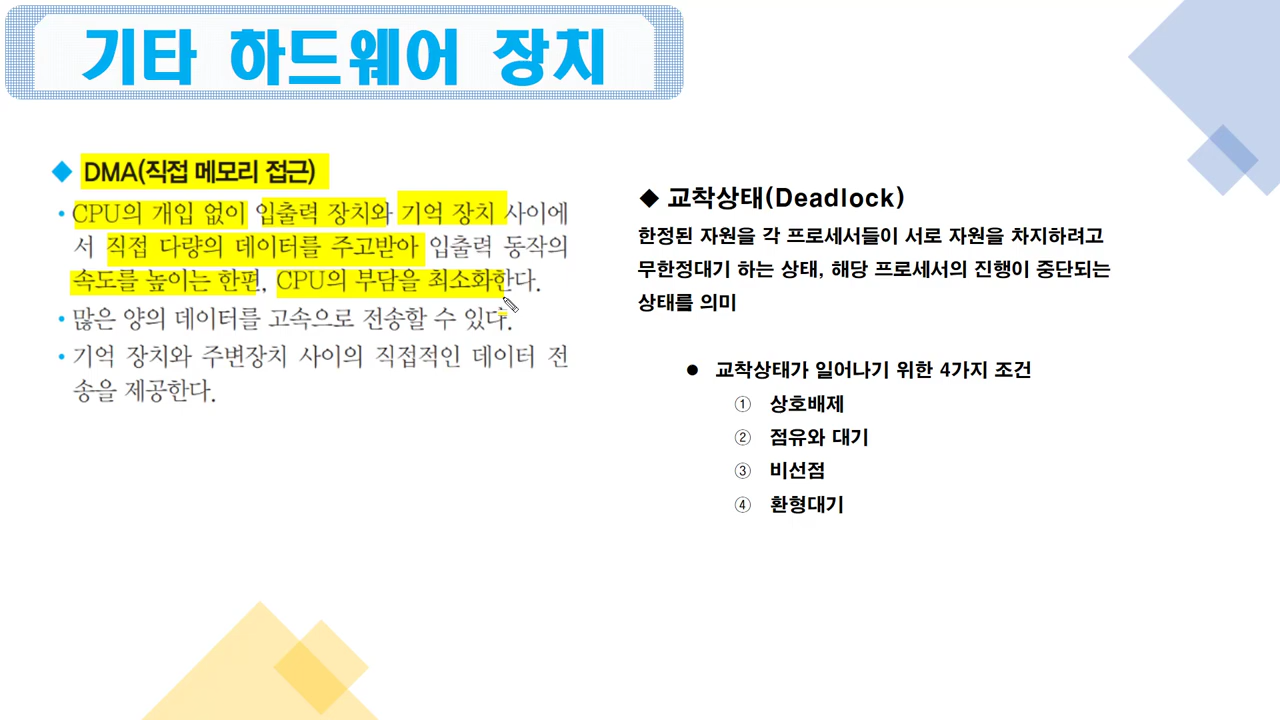 기타 하드웨어 장치
◆ DMA(직접 메모리 접근)
• CPU의 개입 없이 입출력 장치와 기억 장치 사이에
서 직접 다량의 데이터를 주고받아 입출력 동작의
속도를 높이는 한편, CPU의 부담을 최소화한다.
• 많은 양의 데이터를 고속으로 전송할 수 있다.
• 기억 장치와 주변장치 사이의 직접적인 데이터 전
송을 제공한다.
◆ 교착상태(Deadlock)
한정된 자원을 각 프로세서들이 서로 자원을 차지하려고
무한정대기 하는 상태, 해당 프로세서의 진행이 중단되는
상태를 의미
● 교착상태가 일어나기 위한 4가지 조건
① 상호배제
② 점유와 대기
③ 비선점
④ 환형대기